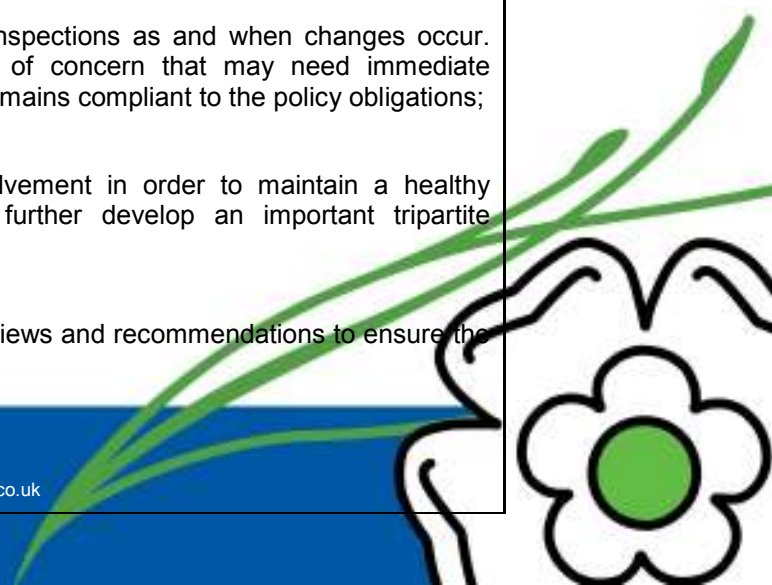 nspections as and when changes occur.
of concern that may need immediate
mains compliant to the policy obligations;
lvement in order to maintain a healthy
further develop an important tripartite
iews and recommendations to ensure the
co.uk